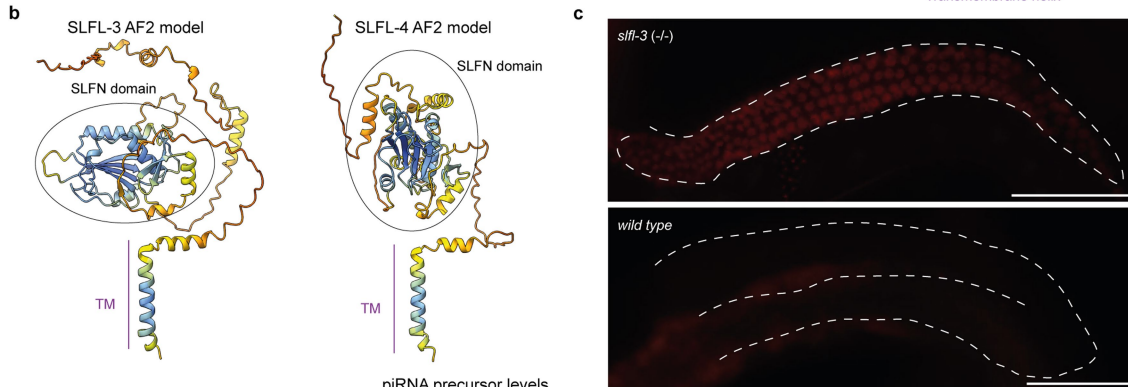 b
SLFL-3 AF2 model
SLFL-4 AF2 model
SLFN domain
SLFN domain
TM
TM
piRNA precursor levels
c
slfl-3 (-/-)
wild type